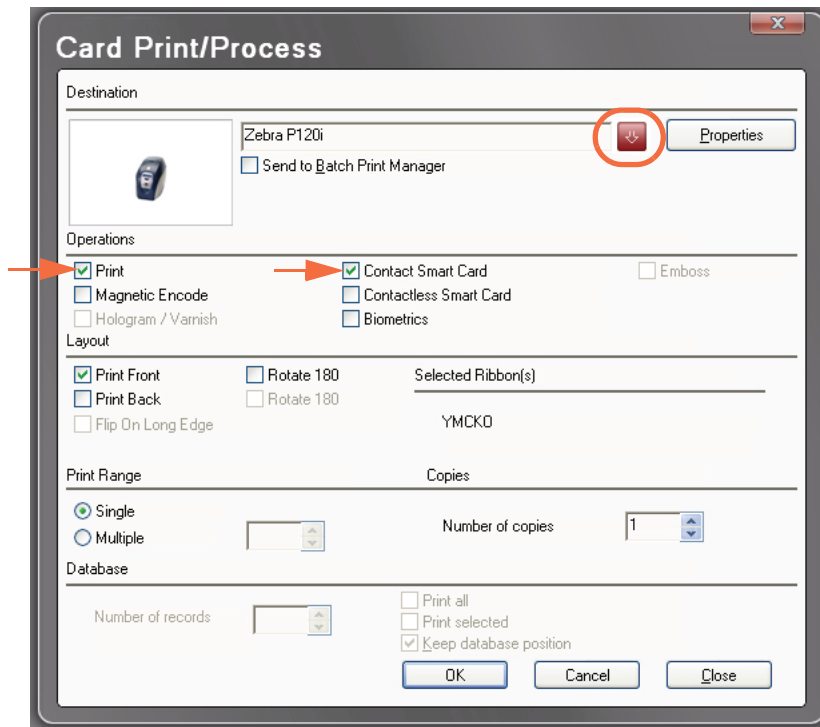 Card Print/Process
Destination
Zebra P120i
Properties
Send to Batch Print Manager
Operations
Print
Contact Smart Card
Emboss
Magnetic Encode
Contactless Smart Card
Hologram / Varnish
Biometrics
Layout
Print Front
Rotate 180
Selected Ribbon(s)
Print Back
Rotate 180
Flip On Long Edge
YMCKO
Print Range
Copies
Single
Number of copies
1
Multiple
Database
Number of records
Print all
Print selected
Keep database position
OK
Cancel
Close